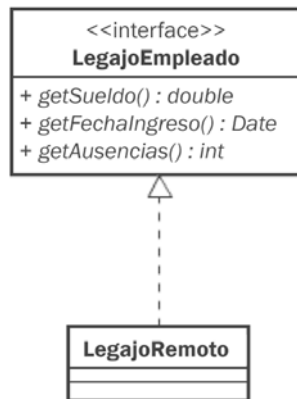 <<interface>>
LegajoEmpleado
+ getSueldo() : double
+ getFechaIngreso() : Date
+ getAusencias() : int
LegajoRemoto